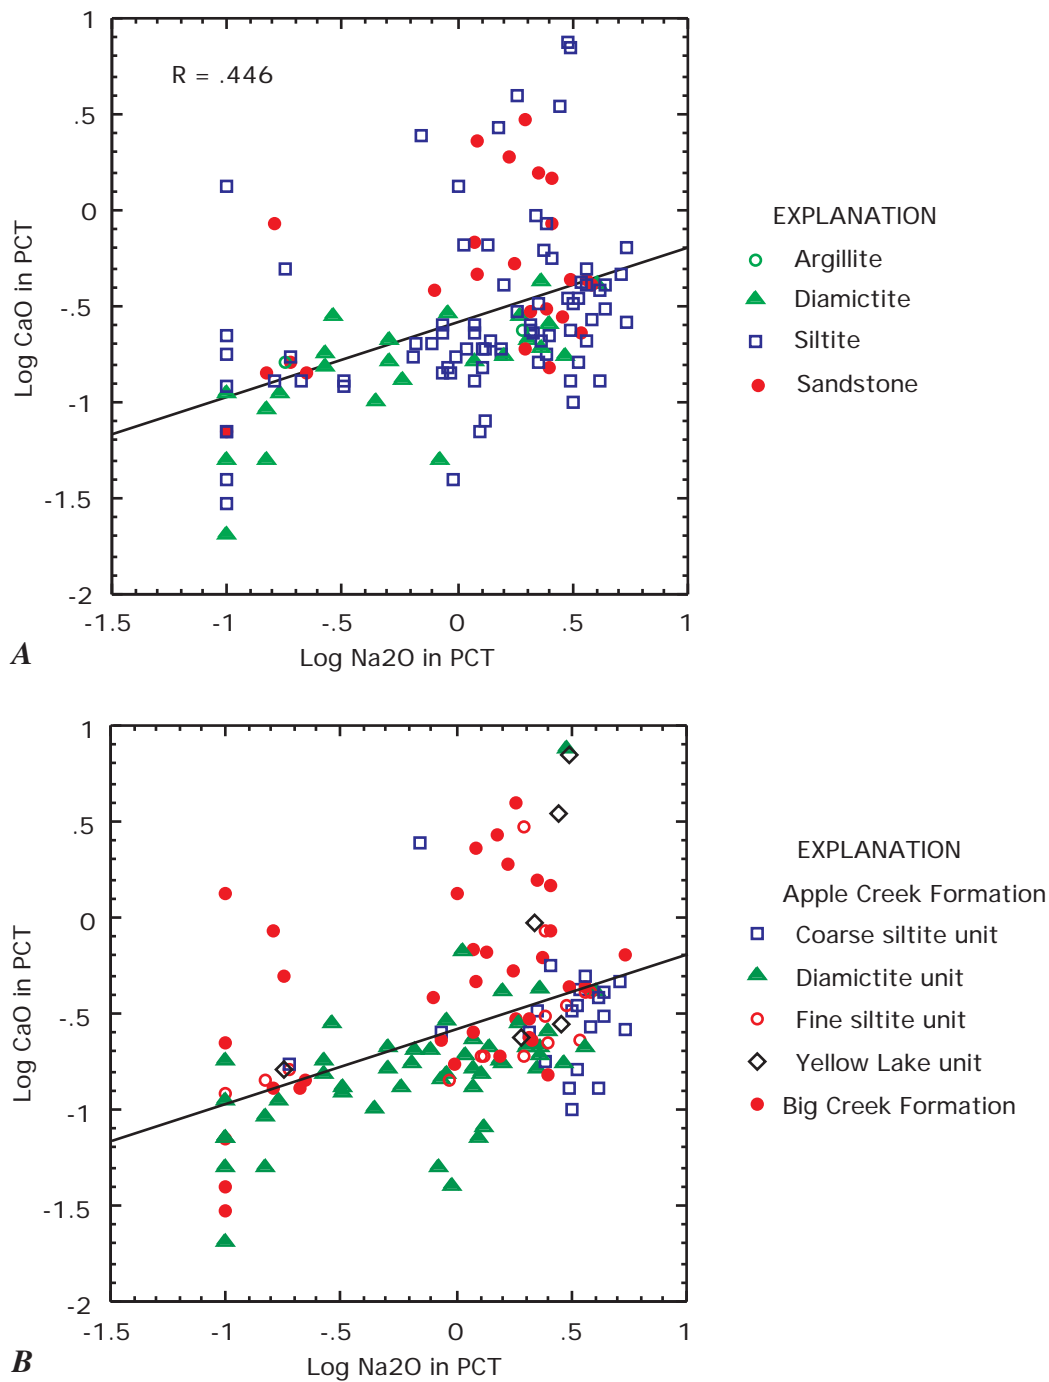 1
R = .446
.5
0
-.5
-1
-1.5
-2
Log CaO in PCT
-1.5
-1
-.5
0
.5
1
Log Na2O in PCT
A
EXPLANATION
Argillite
Diamictite
Siltite
Sandstone
1
.5
0
-.5
-1
-1.5
-2
Log CaO in PCT
-1.5
-1
-.5
0
.5
1
Log Na2O in PCT
B
EXPLANATION
Apple Creek Formation
Coarse siltite unit
Diamictite unit
Fine siltite unit
Yellow Lake unit
Big Creek Formation